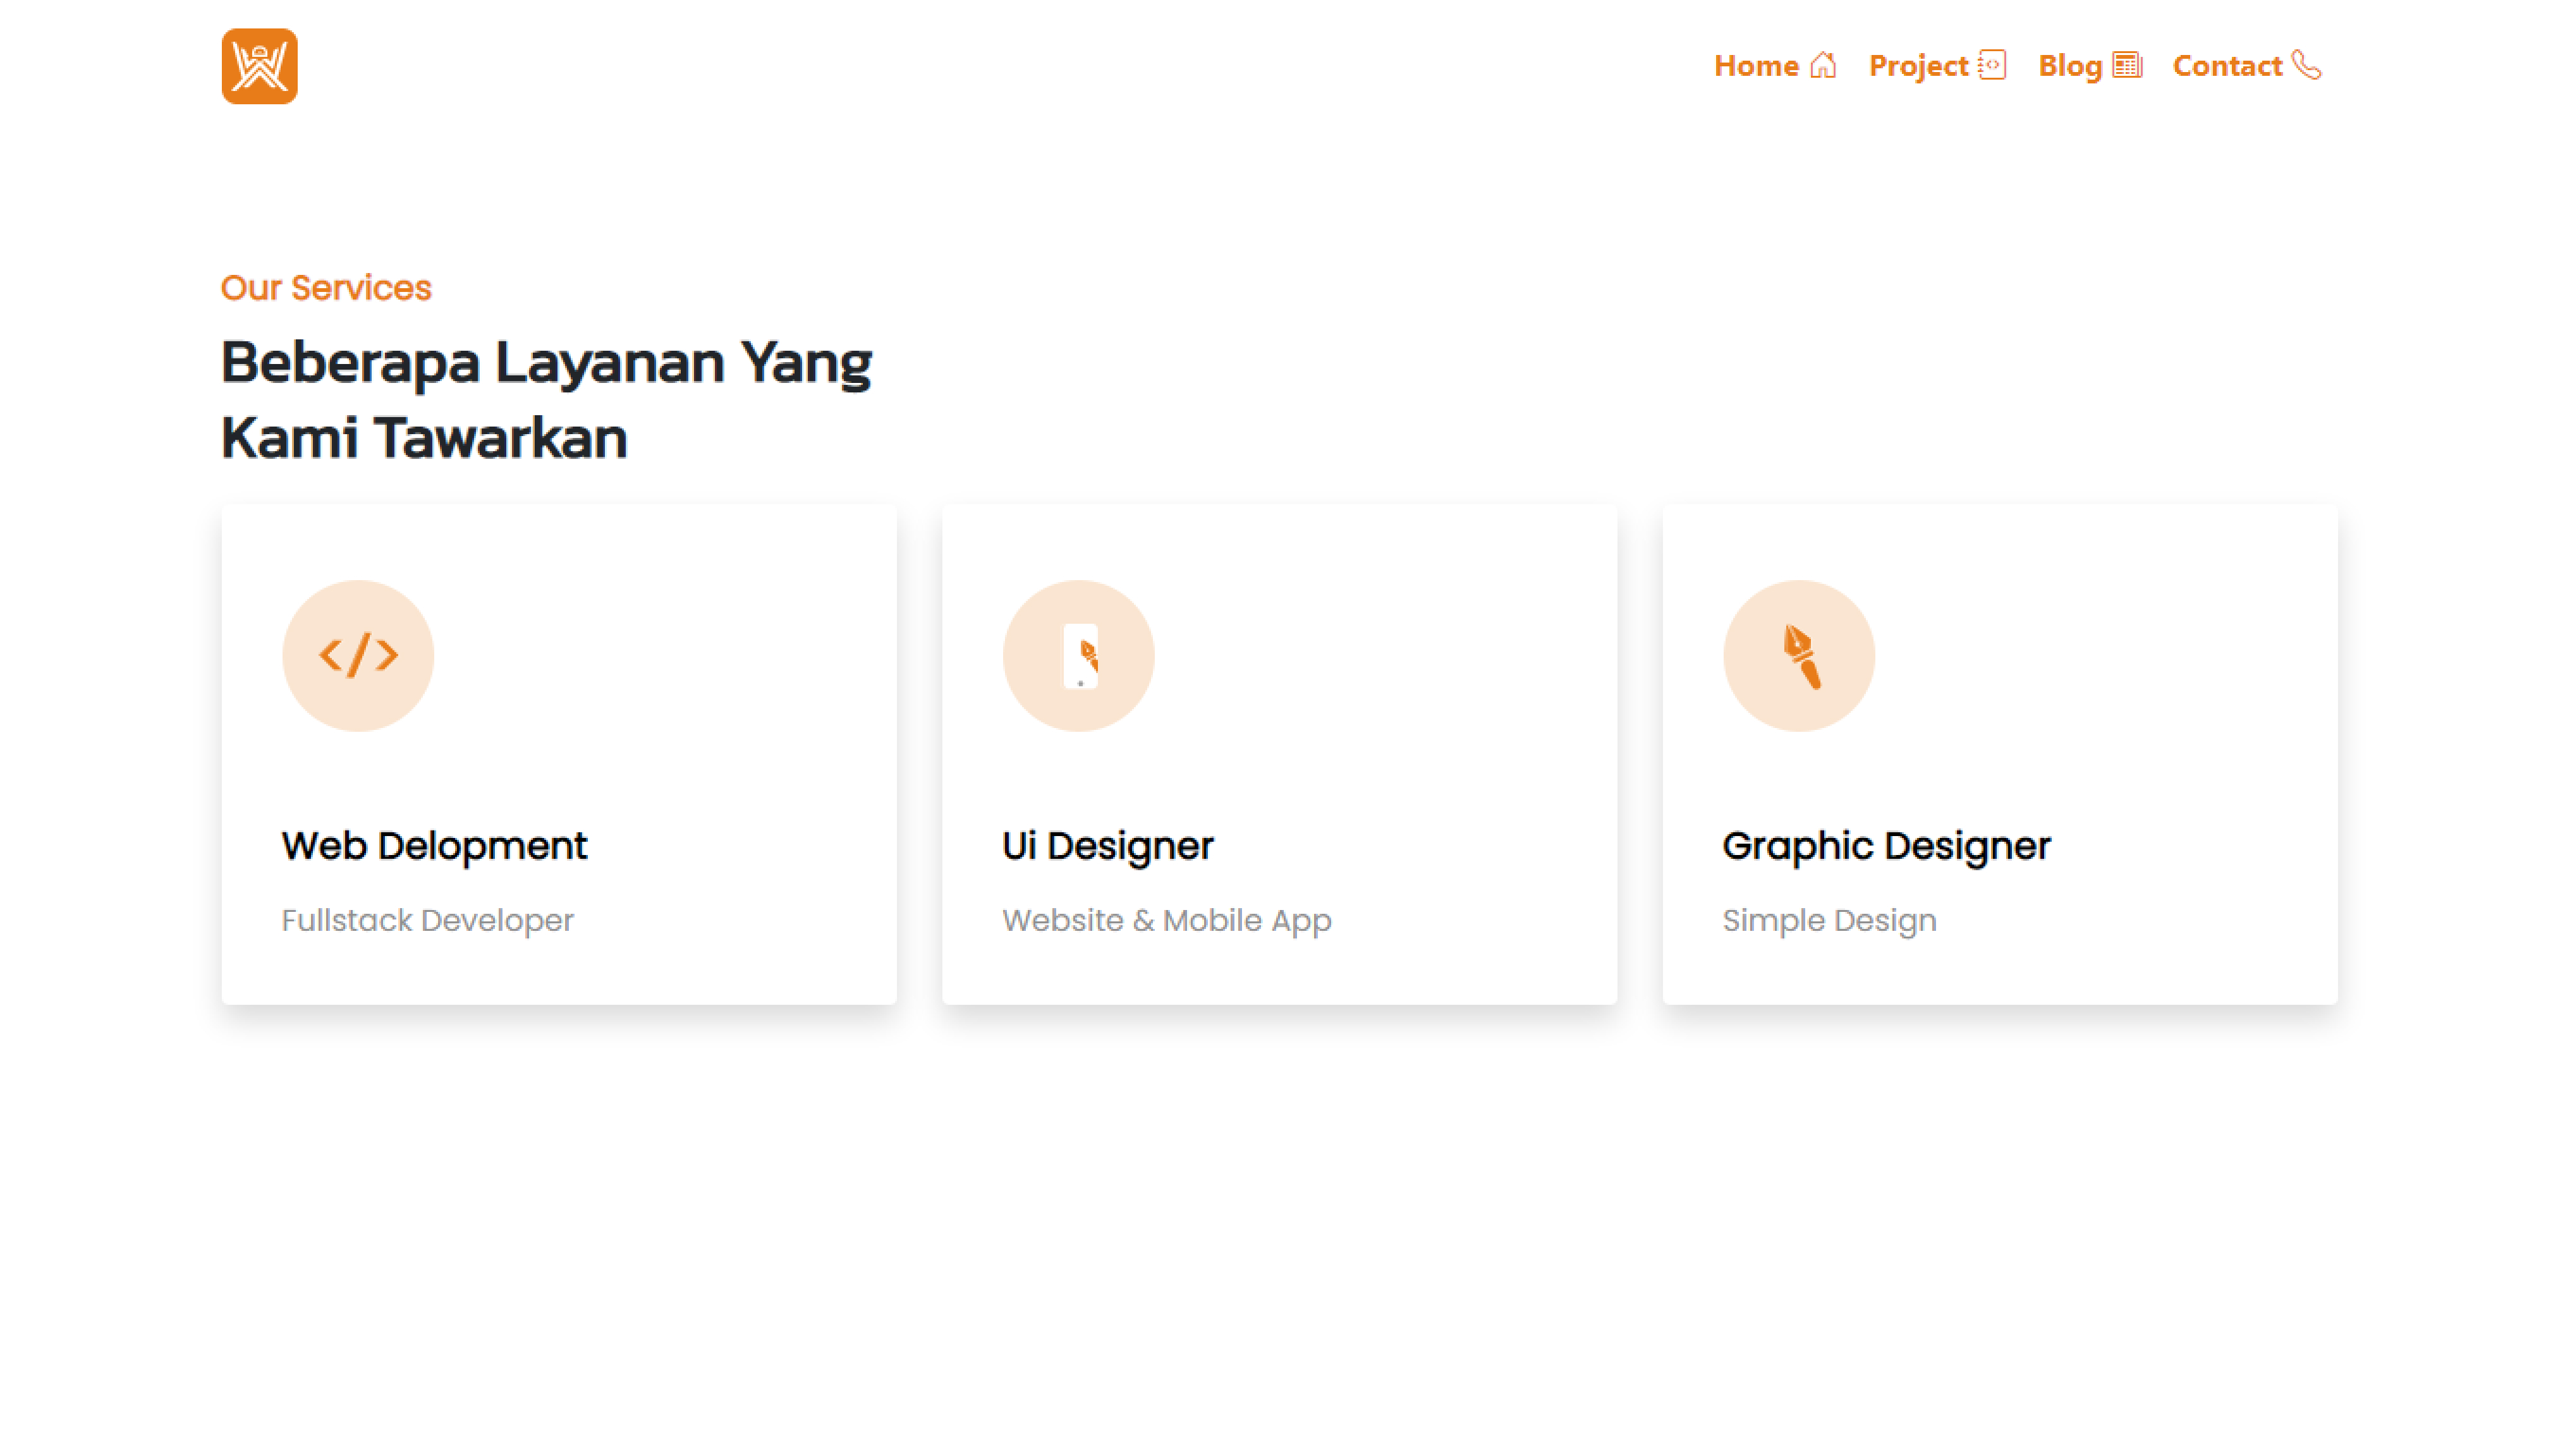 Home
Project
Blog
Contact
Our Services
Beberapa Layanan Yang
Kami Tawarkan
Web Delopment
Fullstack Developer
Ui Designer
Website & Mobile App
Graphic Designer
Simple Design